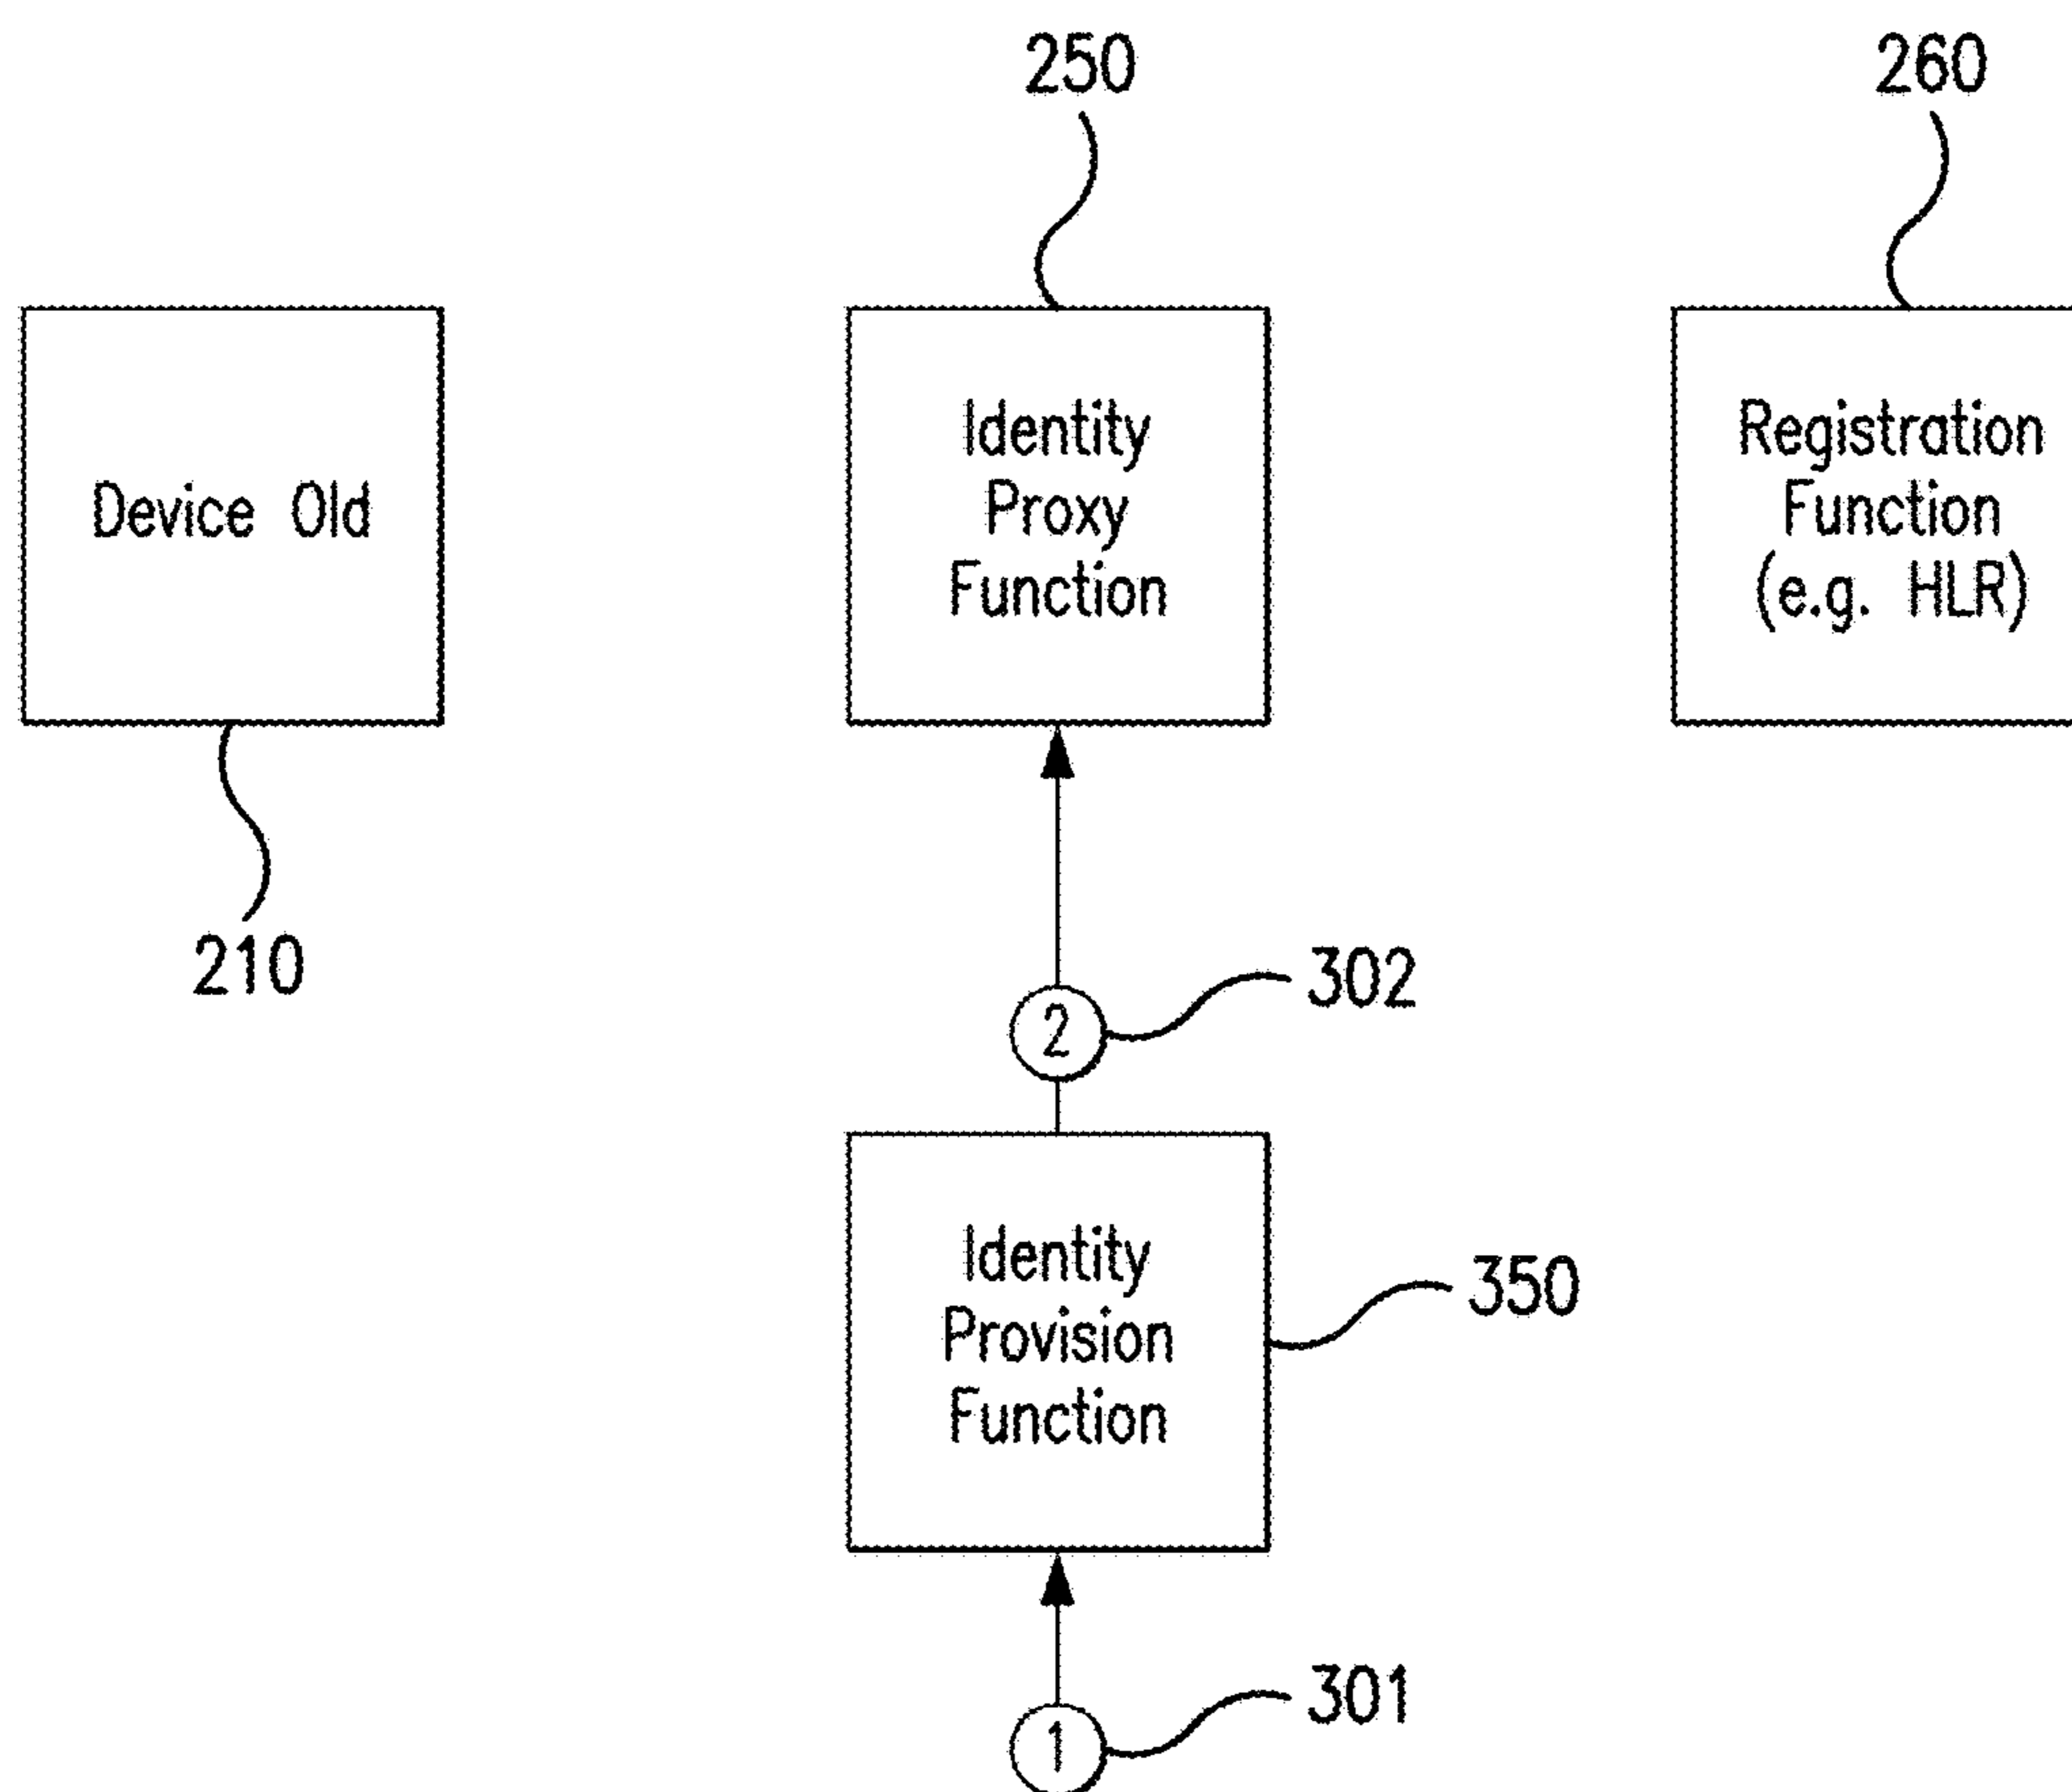 250
260
Device Old
Identity
Proxy
Function
Registration
Function
(e.g. HLR)
210
302
2
Identity
Provision
Function
350
301
1